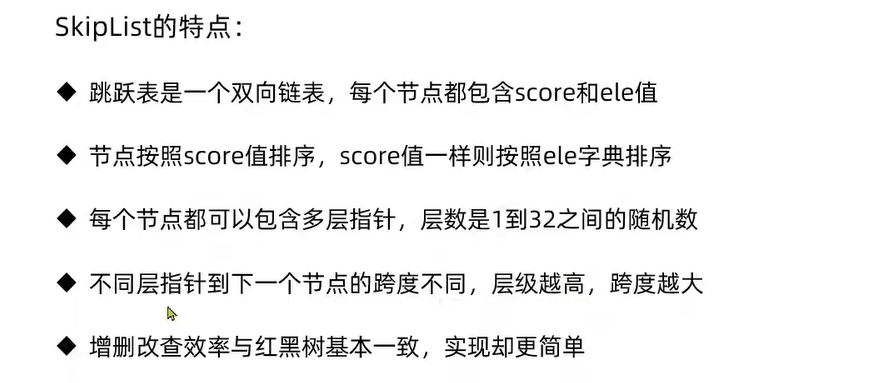 SkipList的特点：
◆ 跳跃表是一个双向链表，每个节点都包含score和ele值
◆ 节点按照score值排序，score值一样则按照ele字典排序
◆ 每个节点都可以包含多层指针，层数是1到32之间的随机数
◆ 不同层指针到下一个节点的跨度不同，层级越高，跨度越大
◆ 增删改查效率与红黑树基本一致，实现却更简单